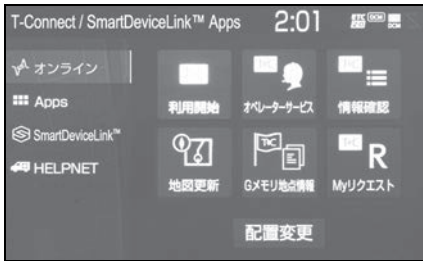 T-Connect / SmartDeviceLink™ Apps
2:01
オンライン
Apps
SmartDeviceLink™
HELPNET
利用開始
オペレーターサービス
情報確認
地図更新
Gメモリ地点情報
Myリクエスト
R
配置変更